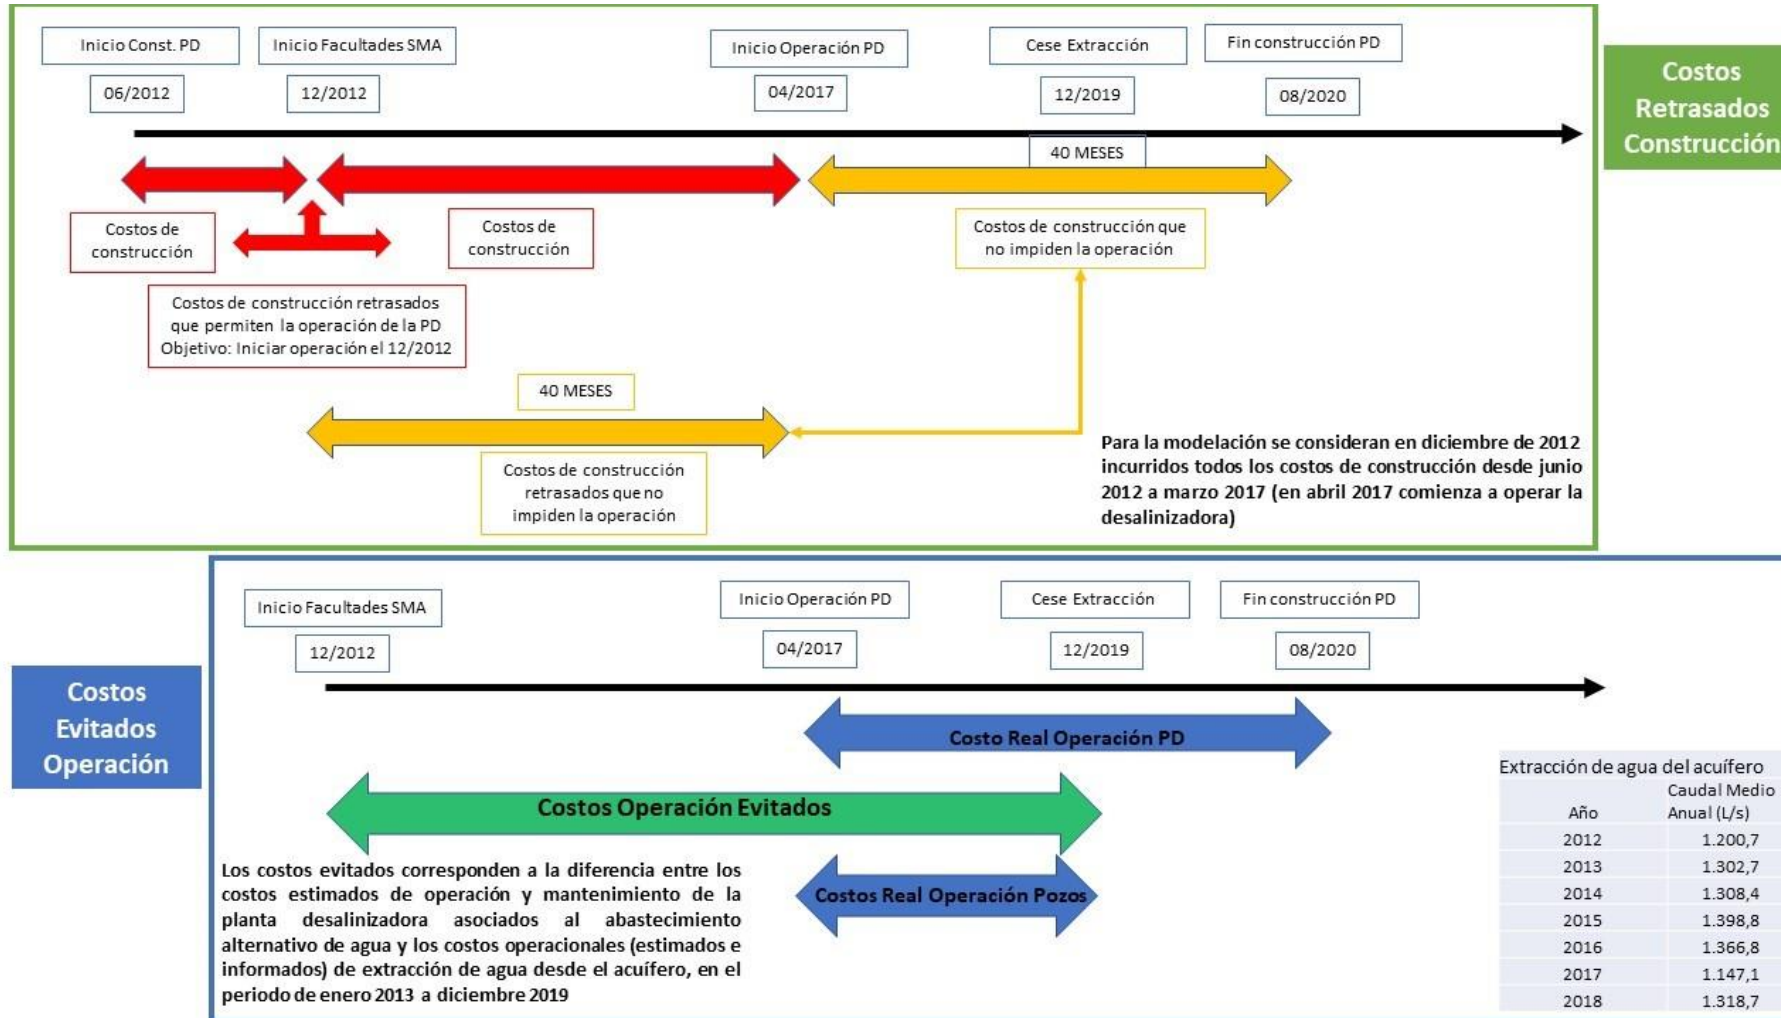 Inicio Const. PD
Inicio Facultades SMA
Inicio Operación PD
Cese Extracción
Fin construcción PD
06/2012
12/2012
04/2017
12/2019
08/2020
Costos
Retrasados
Construcción
40 MESES
Costos de
construcción
Costos de
construcción
Costos de construcción que
no impiden la operación
Costos de construcción retrasados
que permiten la operación de la PD
Objetivo: Iniciar operación el 12/2012
40 MESES
Costos de construcción
retrasados que no
impiden la operación
Para la modelación se consideran en diciembre de 2012
incurridos todos los costos de construcción desde junio
2012 a marzo 2017 (en abril 2017 comienza a operar la
desalinizadora)
Costos
Evitados
Operación
Inicio Facultades SMA
Inicio Operación PD
Cese Extracción
Fin construcción PD
12/2012
04/2017
12/2019
08/2020
Costo Real Operación PD
Costos Operación Evitados
Costos Real Operación Pozos
Los costos evitados corresponden a la diferencia entre los
costos estimados de operación y mantenimiento de la
planta desalinizadora asociados al abastecimiento
alternativo de agua y los costos operacionales (estimados e
informados) de extracción de agua desde el acuífero, en el
periodo de enero 2013 a diciembre 2019
Extracción de agua del acuífero
Caudal Medio
Año Anual (L/s)
2012 1.200,7
2013 1.302,7
2014 1.308,4
2015 1.398,8
2016 1.366,8
2017 1.147,1
2018 1.318,7